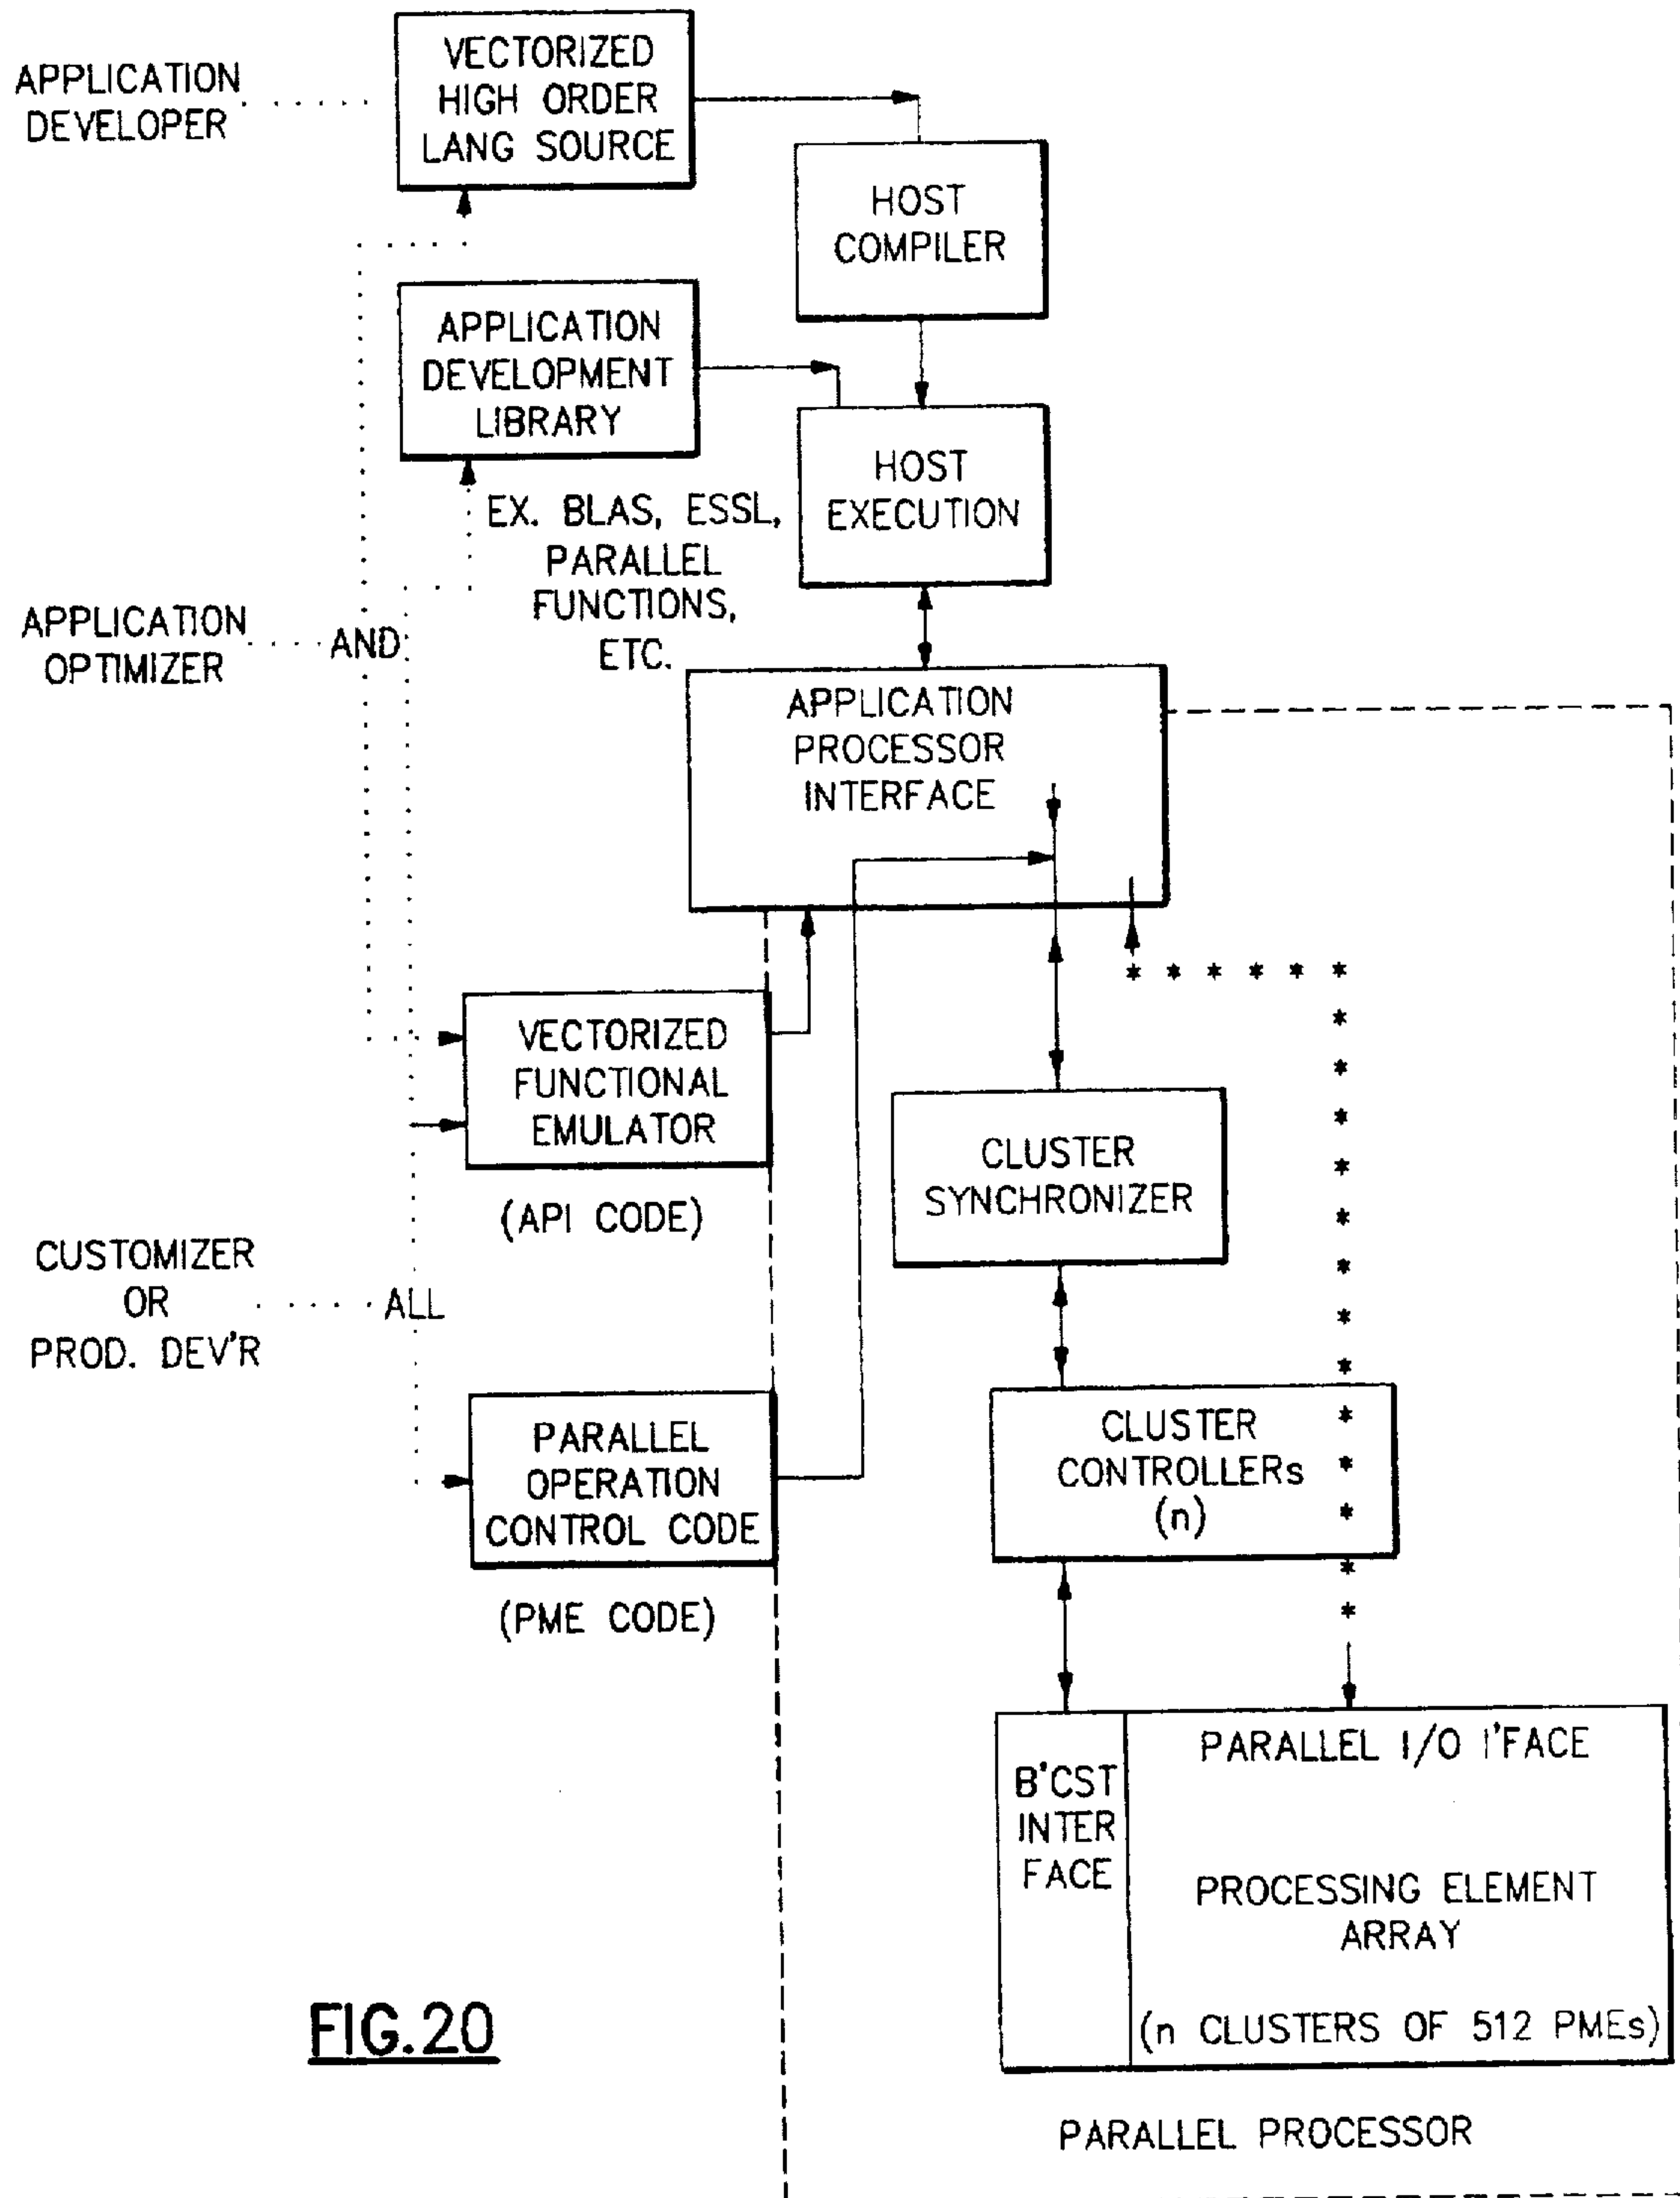 APPLICATION
DEVELOPER
VECTORIZED
HIGH ORDER
LANG SOURCE
HOST
COMPILER
APPLICATION
DEVELOPMENT
LIBRARY
HOST
EXECUTION
EX. BLAS, ESSL,
PARALLEL
FUNCTIONS,
ETC.
APPLICATION
OPTIMIZER
AND
APPLICATION
PROCESSOR
INTERFACE
VECTORIZED
FUNCTIONAL
EMULATOR
(API CODE)
CLUSTER
SYNCHRONIZER
CUSTOMIZER
OR
PROD. DEV'R
ALL
PARALLEL
OPERATION
CONTROL CODE
(PME CODE)
CLUSTER
CONTROLLERs
(n)
B'CST
INTER
FACE
PARALLEL I/O I'FACE
PROCESSING ELEMENT
ARRAY
(n CLUSTERS OF 512 PMEs)
FIG.20
PARALLEL PROCESSOR